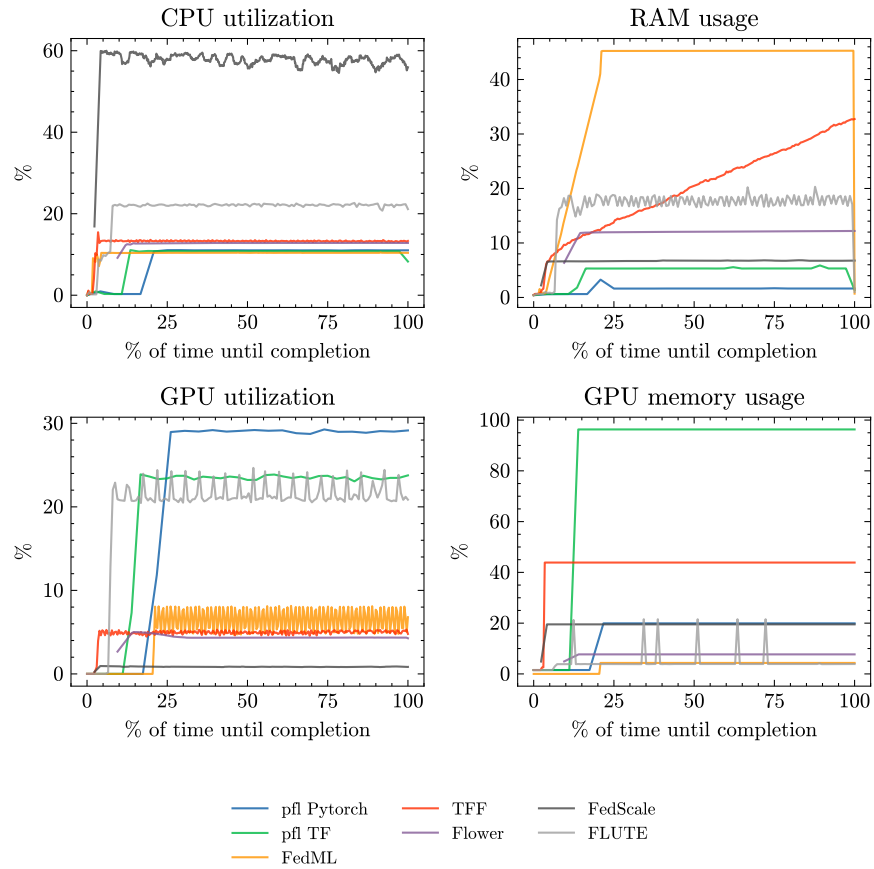 CPU utilization
RAM usage
%
60
40
20
0
0 25 50 75 100
% of time until completion
%
40
30
20
10
0
0 25 50 75 100
% of time until completion
GPU utilization
GPU memory usage
%
30
20
10
0
0 25 50 75 100
% of time until completion
%
100
80
60
40
20
0
0 25 50 75 100
% of time until completion
pfl Pytorch
TFF
FedScale
pfl TF
Flower
FLUTE
FedML